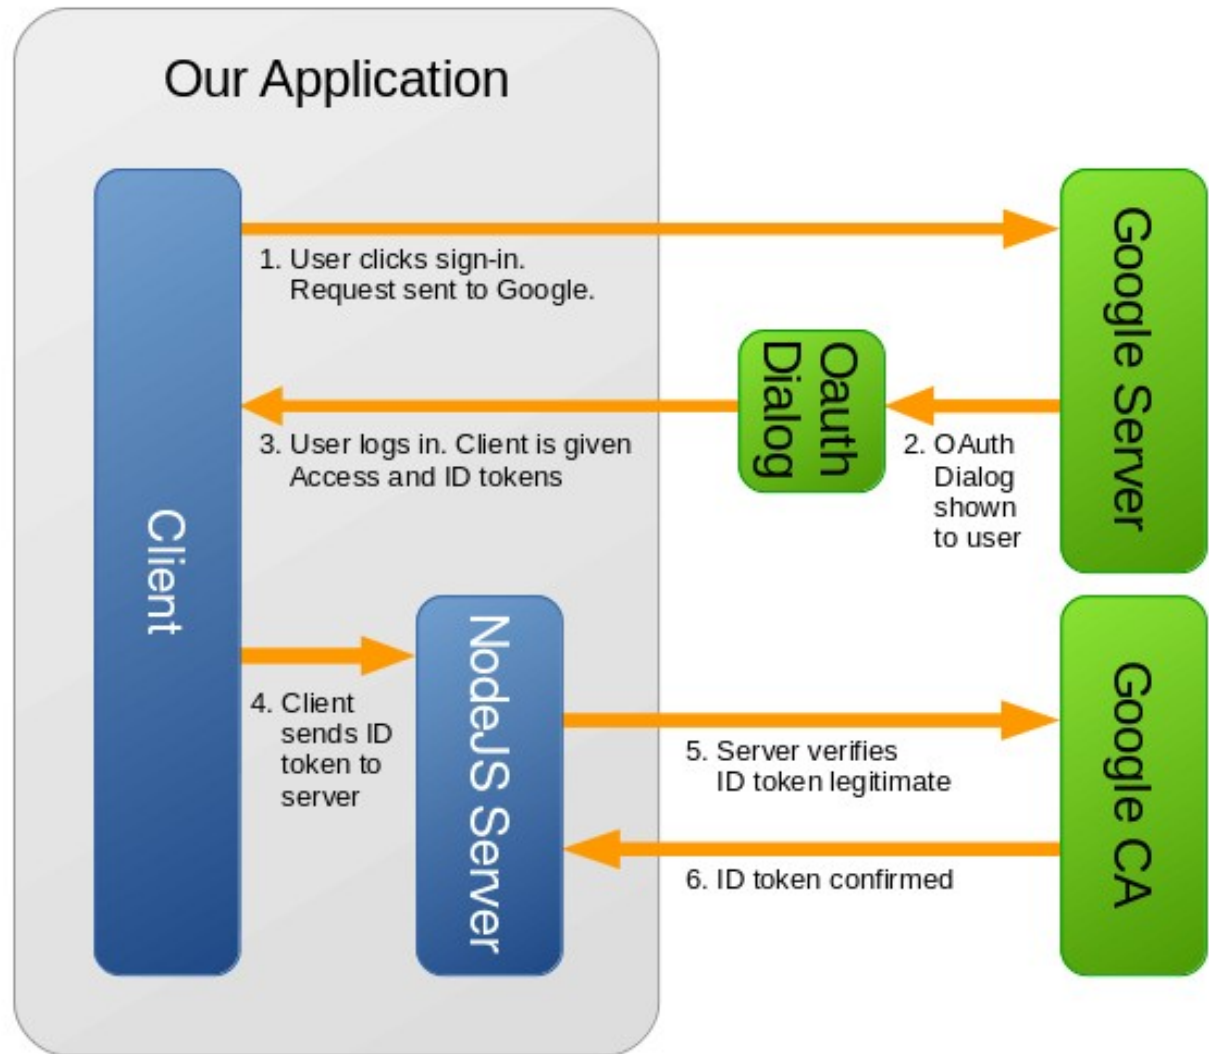 Our Application
Client
1. User clicks sign-in.
Request sent to Google.
Google Server
Oauth
Dialog
2. OAuth
Dialog
shown
to user
3. User logs in. Client is given
Access and ID tokens
4. Client
sends ID
token to
server
NodeJS Server
5. Server verifies
ID token legitimate
Google CA
6. ID token confirmed